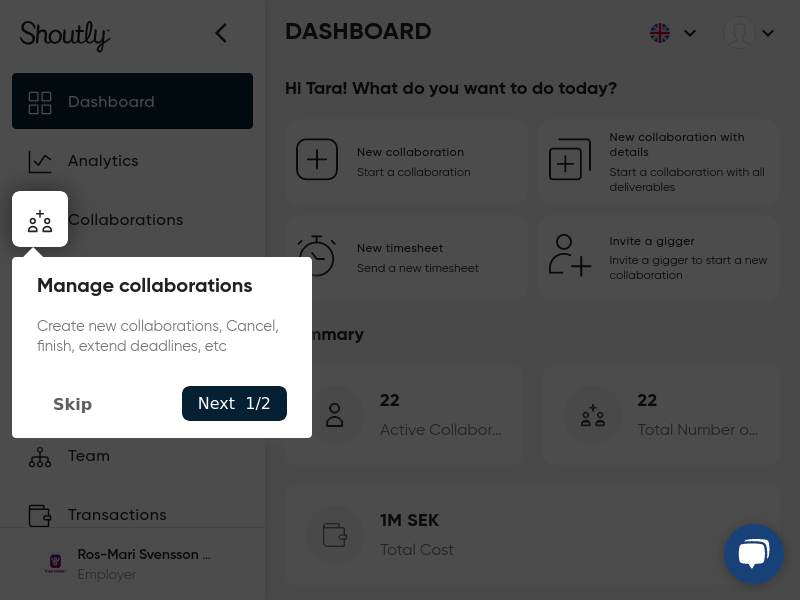 Shoutly
DASHBOARD
Dashboard
Analytics
Collaborations
Manage collaborations
Create new collaborations, Cancel,
finish, extend deadlines, etc
Skip
Next 1/2
Team
Transactions
Ros-Mari Svensson ...
Employer
Hi Tara! What do you want to do today?
New collaboration
Start a collaboration
New collaboration with
details
Start a collaboration with all
deliverables
New timesheet
Send a new timesheet
Invite a gigger
Invite a gigger to start a new
collaboration
22
Active Collabor...
22
Total Number o...
1M SEK
Total Cost